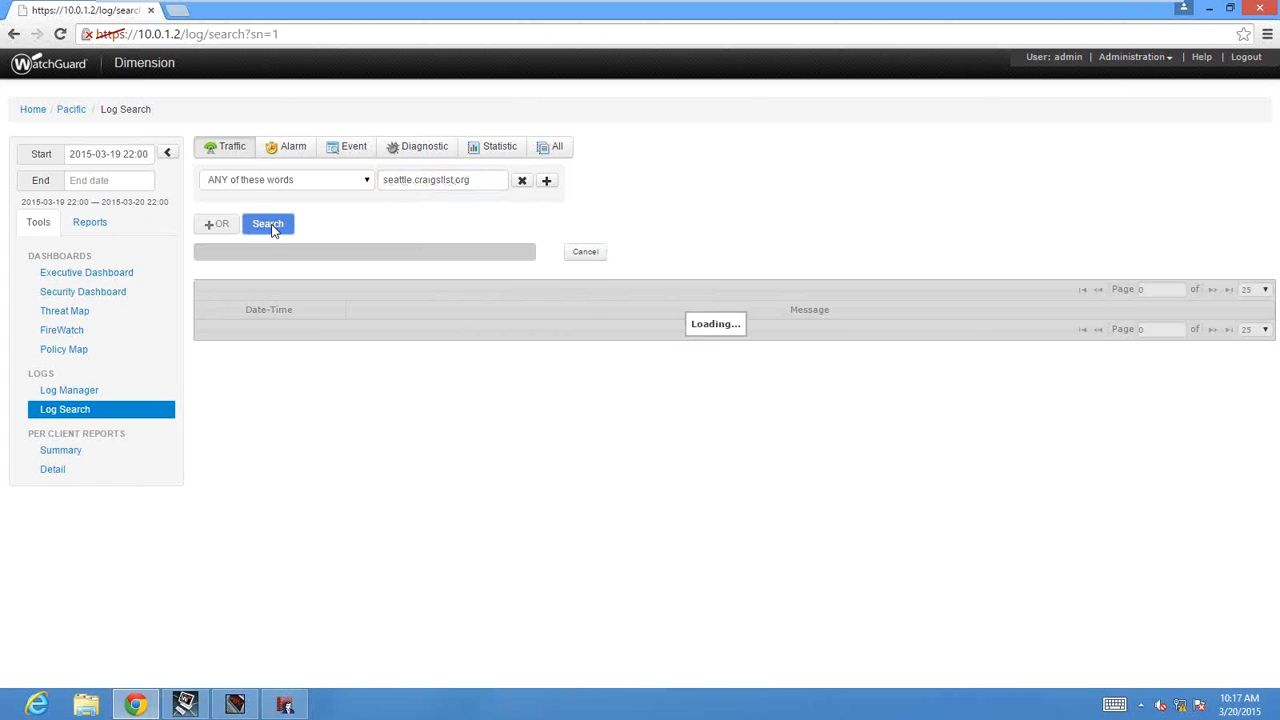 https://10.0.1.2/log/searc
https://10.0.1.2/log/search?sn=1
WatchGuard Dimension
User: admin | Administration | Help | Logout
Home / Pacific / Log Search
Start 2015-03-19 22:00
End End date
2015-03-19 22:00 — 2015-03-20 22:00
Tools Reports
DASHBOARDS
Executive Dashboard
Security Dashboard
Threat Map
FireWatch
Policy Map
LOGS
Log Manager
Log Search
PER CLIENT REPORTS
Summary
Detail
Traffic Alarm Event Diagnostic Statistic All
ANY of these words seattle.craigslist.org
+OR Search
Cancel
Page 0 of 25
Date-Time Message
Loading...
Page 0 of 25
10:17 AM
3/20/2015